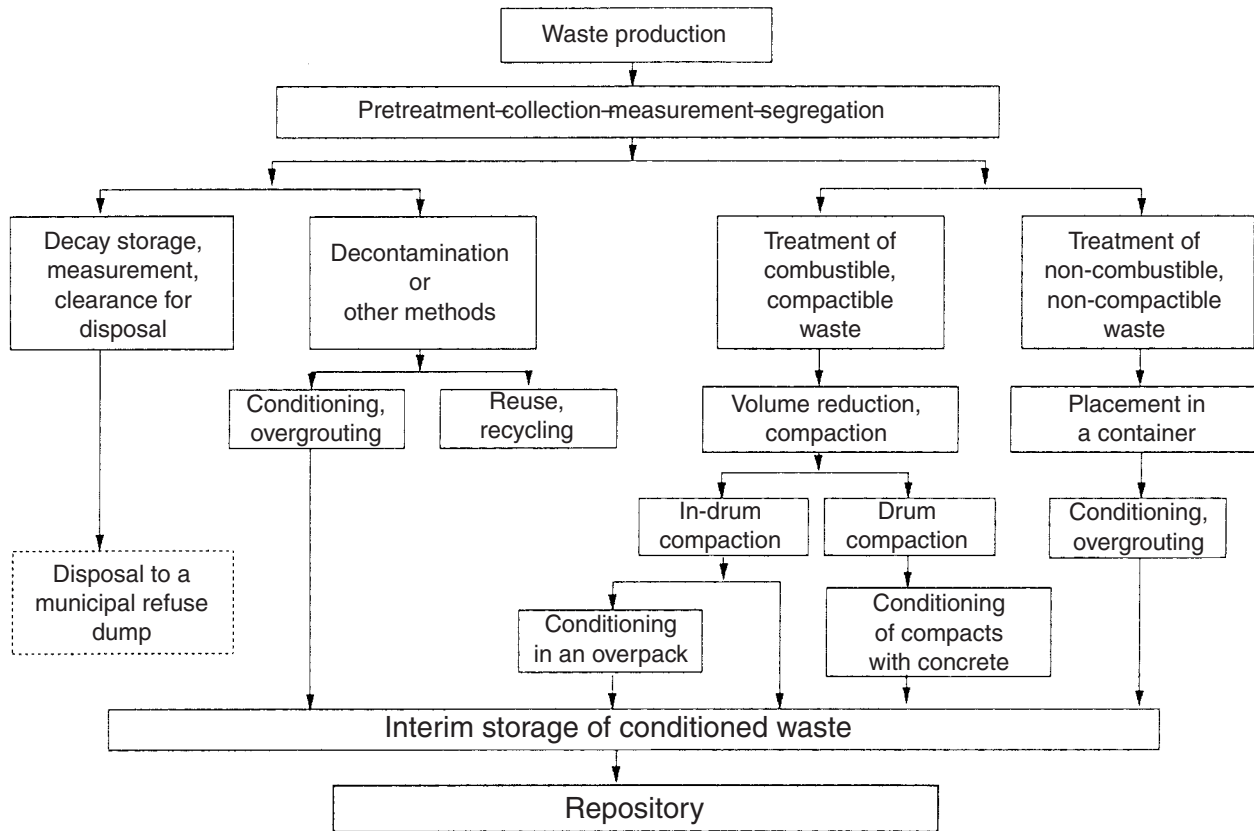 Waste production
Pretreatment–collection–measurement–segregation
Decay storage,
measurement,
clearance for
disposal
Decontamination
or
other methods
Treatment of
combustible,
compactible
waste
Treatment of
non-combustible,
non-compactible
waste
Conditioning,
overgrouting
Reuse,
recycling
Volume reduction,
compaction
Placement in
a container
In-drum
compaction
Drum
compaction
Conditioning,
overgrouting
Disposal to a
municipal refuse
dump
Conditioning
in an overpack
Conditioning
of compacts
with concrete
Interim storage of conditioned waste
Repository